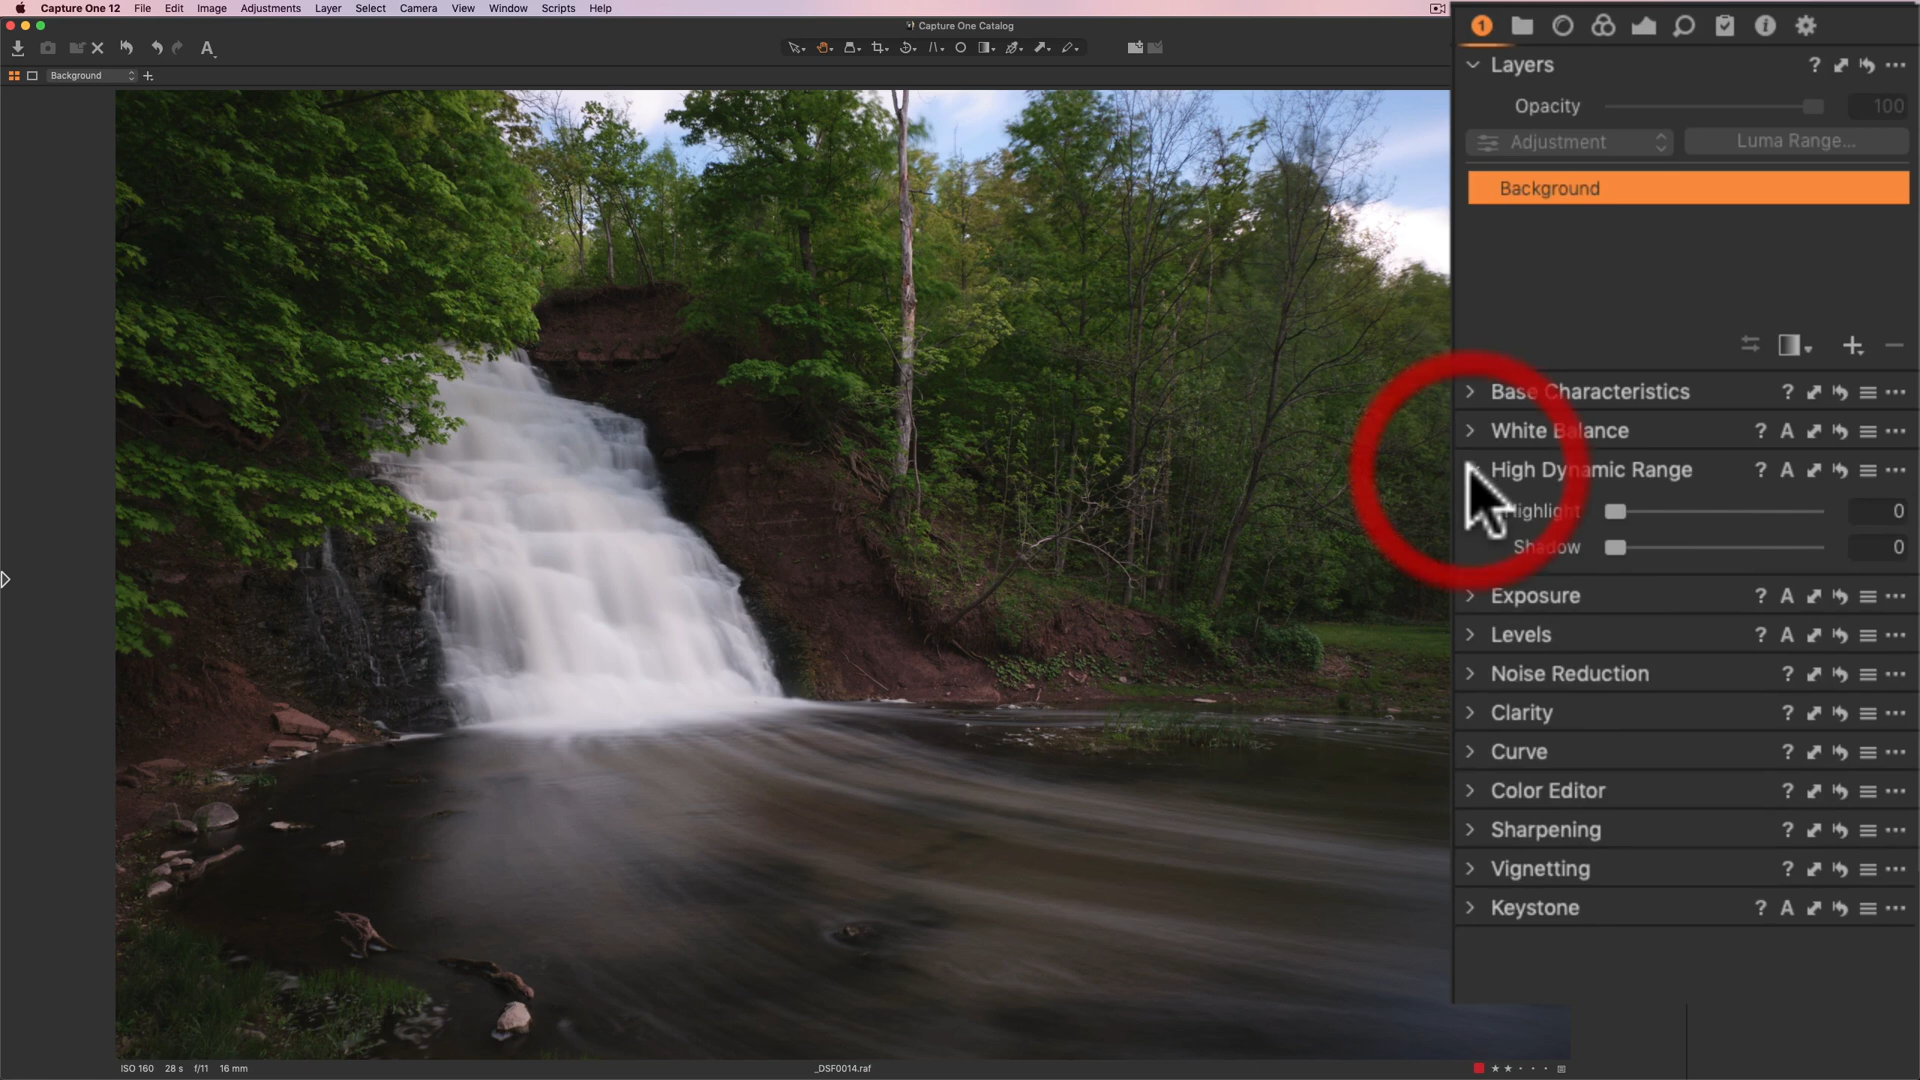 Capture One 12 File Edit Image Adjustments Layer Select Camera View Window Scripts Help
Capture One Catalog
A
Background
1
Layers ?
Opacity 100
Adjustment Luma Range...
Background
Base Characteristics ?
White Balance ? A
High Dynamic Range ? A
Highlight 0
Shadow 0
Exposure ? A
Levels ? A
Noise Reduction ?
Clarity ?
Curve ?
Color Editor ?
Sharpening ?
Vignetting ?
Keystone ? A
ISO 160 28 s f/11 16 mm
_DSF0014.raf